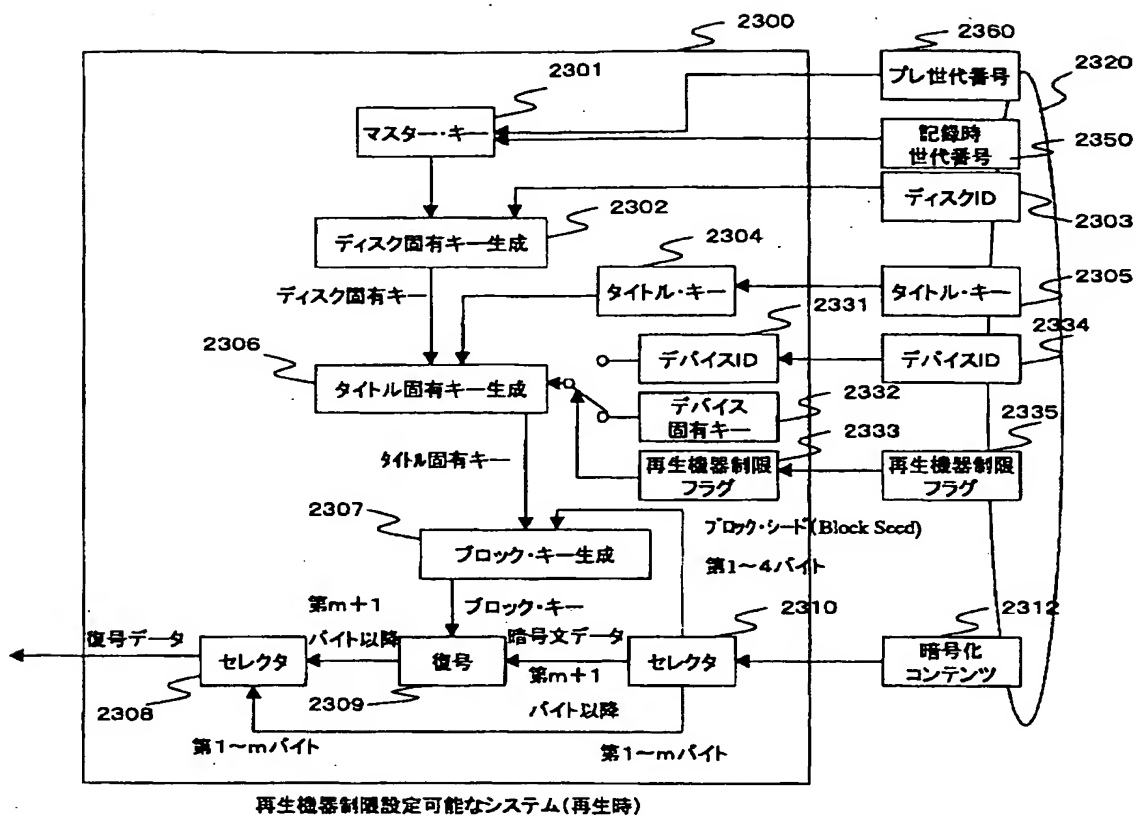 2300
2360
2320
2301
プレ世代番号
マスター・キー
記録時
世代番号
2350
ディスクID
2302
2303
ディスク固有キー生成
2304
ディスク固有キー
タイトル・キー
タイトル・キー
2305
2331
2334
2306
デバイスID
デバイスID
タイトル固有キー生成
2332
デバイス
固有キー
2333
2335
タイトル固有キー
再生機器制限
フラグ
再生機器制限
フラグ
2307
ブロック・シード(Block Seed)
ブロック・キー生成
第1~4バイト
第m+1
ブロック・キー
2310
2312
復号データ
バイト以降
暗号文データ
セレクタ
復号
セレクタ
暗号化
コンテンツ
第m+1
2308
2309
バイト以降
第1~mバイト
第1~mバイト
再生機器制限設定可能なシステム(再生時)